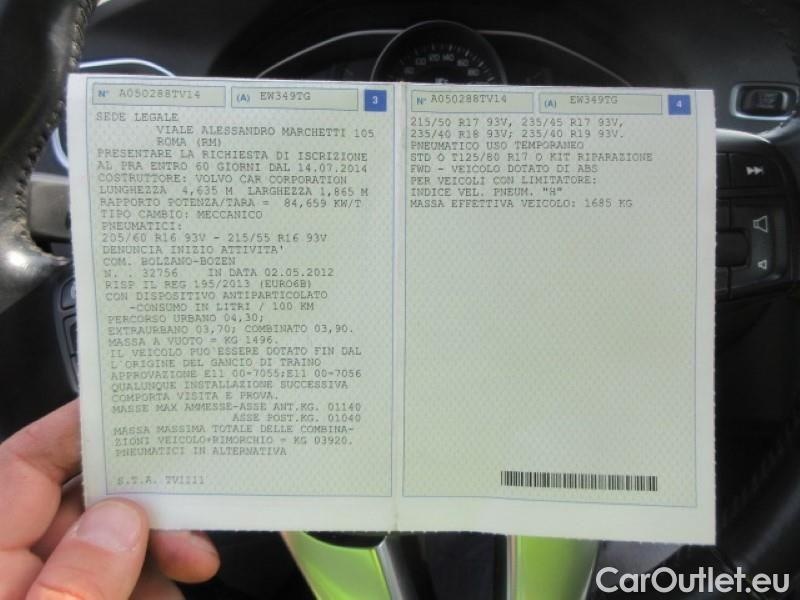 N° A050288TV14 (A) EW349TG 3
SEDE LEGALE
VIALE ALESSANDRO MARCHETTI 105
ROMA (RM)
PRESENTARE LA RICHIESTA DI ISCRIZIONE
AL PRA ENTRO 60 GIORNI DAL 14.07.2014
COSTRUTTORE: VOLVO CAR CORPORATION
LUNGHEZZA 4,635 M LARGHEZZA 1,865 M
RAPPORTO POTENZA/TARA = 84,659 KW/T
TIPO CAMBIO: MECCANICO
PNEUMATICI:
205/60 R16 93V - 215/55 R16 93V
DENUNCIA INIZIO ATTIVITA'
COM. BOLZANO-BOZEN
N. . 32756 IN DATA 02.05.2012
RISP IL REG 195/2013 (EURO6B)
CON DISPOSITIVO ANTIPARTICOLATO
-CONSUMO IN LITRI / 100 KM
PERCORSO URBANO 04,30;
EXTRAURBANO 03,70; COMBINATO 03,90.
MASSA A VUOTO = KG 1496.
IL VEICOLO PUO'ESSERE DOTATO FIN DAL
L'ORIGINE DEL GANCIO DI TRAINO
APPROVAZIONE E11 00-7055;E11 00-7056
QUALUNQUE INSTALLAZIONE SUCCESSIVA
COMPORTA VISITA E PROVA.
MASSE MAX AMMESSE-ASSE ANT.KG. 01140
ASSE POST.KG. 01040
MASSA MASSIMA TOTALE DELLE COMBINA-
ZIONI VEICOLO+RIMORCHIO = KG 03920.
PNEUMATICI IN ALTERNATIVA
S.T.A. TVIZ11
N° A050288TV14 (A) EW349TG 4
215/50 R17 93V, 235/45 R17 93V,
235/40 R18 93V; 235/40 R19 93V.
PNEUMATICO USO TEMPORANEO
STD O T125/80 R17 O KIT RIPARAZIONE
FWD - VEICOLO DOTATO DI ABS
PER VEICOLI CON LIMITATORE:
INDICE VEL. PNEUM. "H"
MASSA EFFETTIVA VEICOLO: 1685 KG
CarOutlet.eu